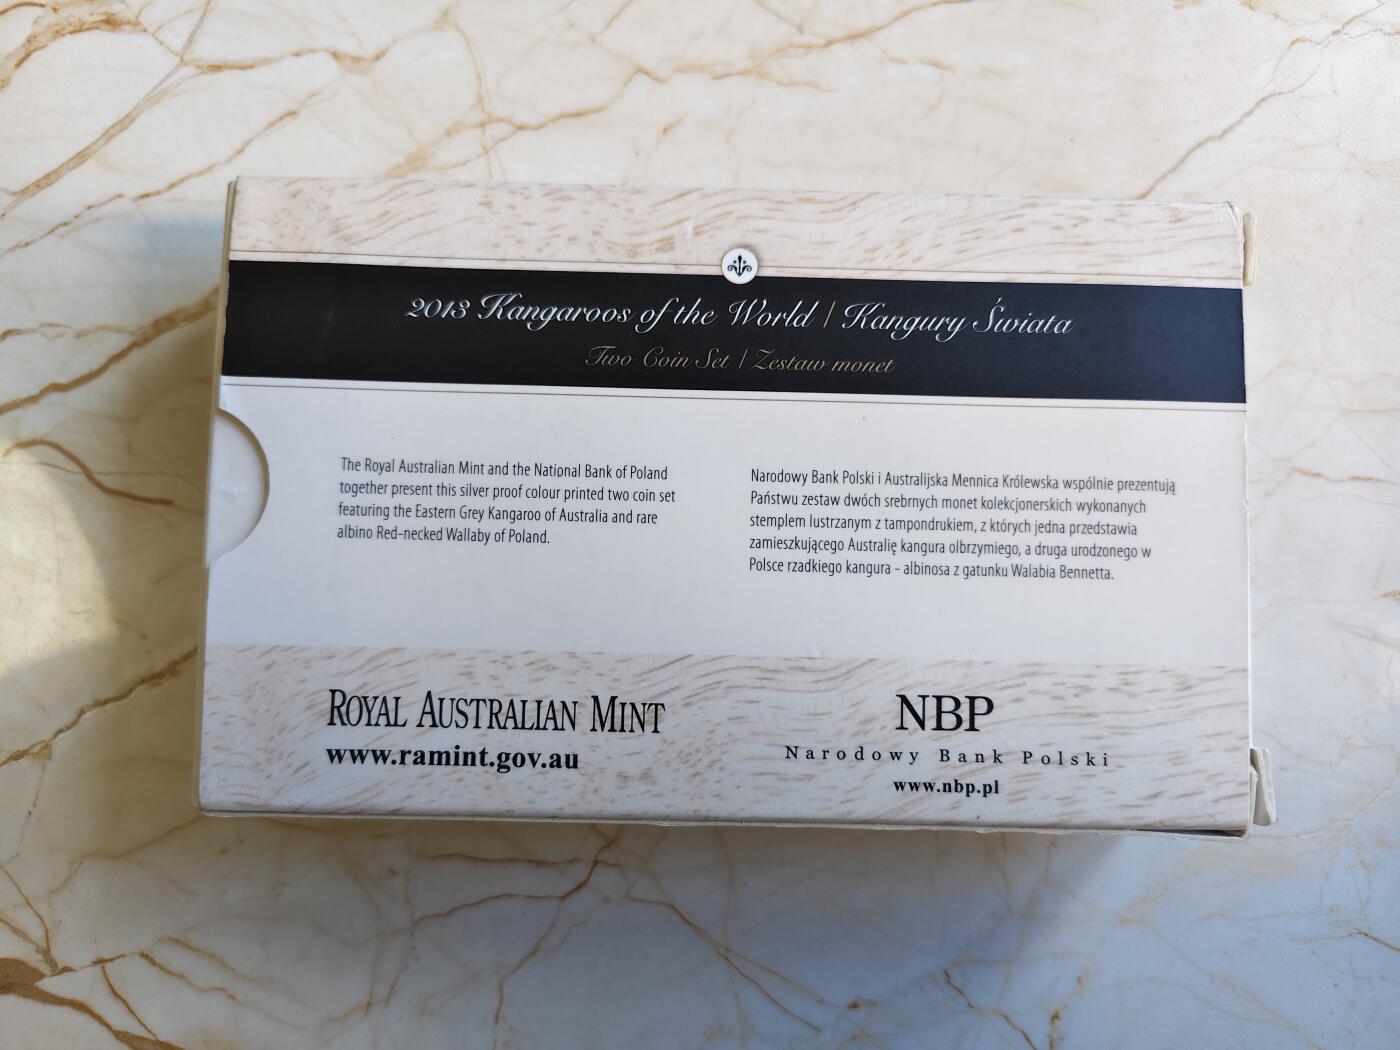 2013 Kangaroos of the World | Kangury Świata
Two Coin Set | Zestaw monet
The Royal Australian Mint and the National Bank of Poland
together present this silver proof colour printed two coin set
featuring the Eastern Grey Kangaroo of Australia and rare
albino Red-necked Wallaby of Poland.
Narodowy Bank Polski i Australijska Mennica Królewska wspólnie prezentują
Państwu zestaw dwóch srebrnych monet kolekcjonerskich wykonanych
stemplem lustrzanym z tampondrukiem, z których jedna przedstawia
zamieszkującego Australię kangura olbrzymiego, a druga urodzonego w
Polsce rzadkiego kangura - albinosa z gatunku Walabia Bennetta.
ROYAL AUSTRALIAN MINT
www.ramint.gov.au
NBP
Narodowy Bank Polski
www.nbp.pl